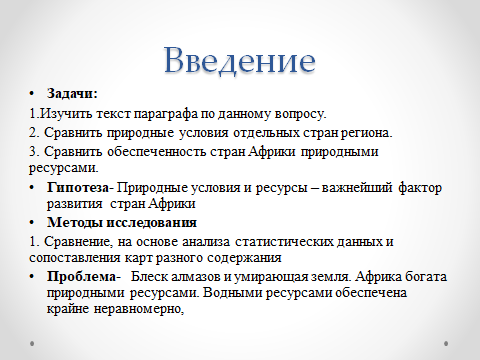 Введение
• Задачи:
1.Изучить текст параграфа по данному вопросу.
2. Сравнить природные условия отдельных стран региона.
3. Сравнить обеспеченность стран Африки природными
ресурсами.
• Гипотеза- Природные условия и ресурсы – важнейший фактор
развития стран Африки
• Методы исследования
1. Сравнение, на основе анализа статистических данных и
сопоставления карт разного содержания
• Проблема- Блеск алмазов и умирающая земля. Африка богата
природными ресурсами. Водными ресурсами обеспечена
крайне неравномерно,